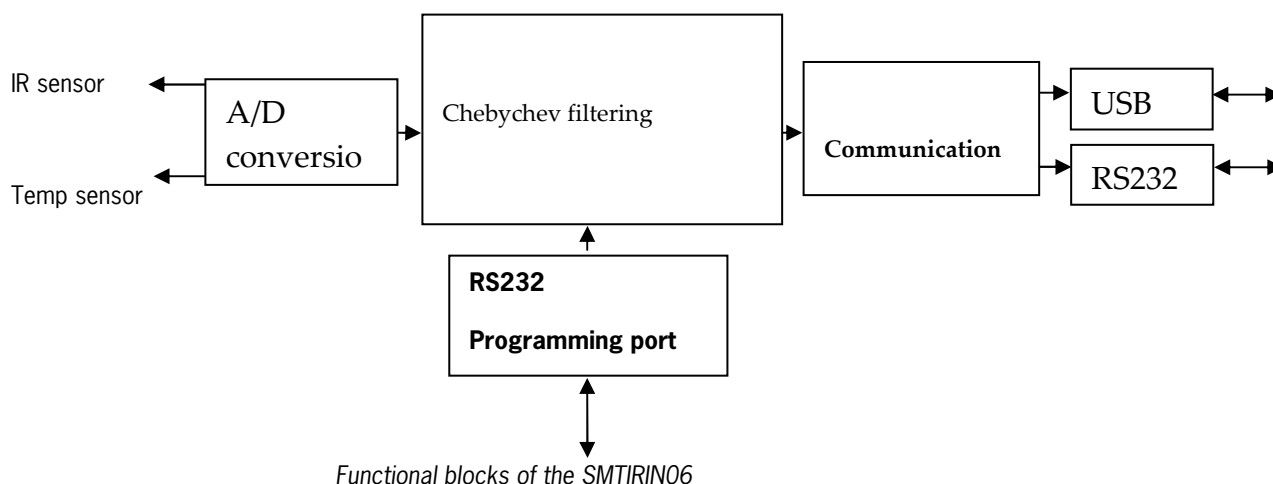 IR sensor
A/D
conversio
Temp sensor
Chebychev filtering
Communication
USB
RS232
RS232
Programming port
Functional blocks of the SMTIRIN06